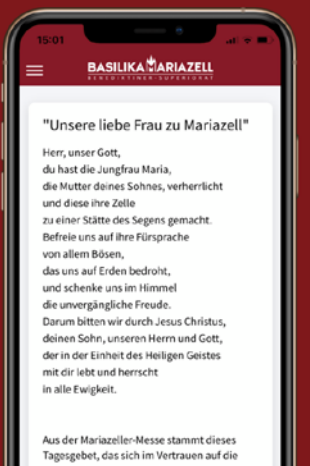 15:01
BASILIKA MARIAZELL
BENEDIKTINER-SUPERIORAT
"Unsere liebe Frau zu Mariazell"
Herr, unser Gott,
du hast die Jungfrau Maria,
die Mutter deines Sohnes, verherrlicht
und diese ihre Zelle
zu einer Stätte des Segens gemacht.
Befreie uns auf ihre Fürsprache
von allem Bösen,
das uns auf Erden bedroht,
und schenke uns im Himmel
die unvergängliche Freude.
Darum bitten wir durch Jesus Christus,
deinen Sohn, unseren Herrn und Gott,
der in der Einheit des Heiligen Geistes
mit dir lebt und herrscht
in alle Ewigkeit.
Aus der Mariazeller-Messe stammt dieses
Tagesgebet, das sich im Vertrauen auf die